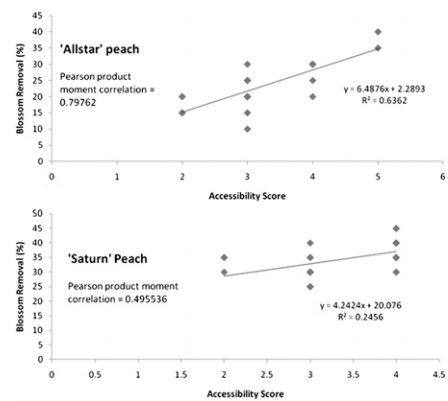 45
40
35
30
25
20
15
10
5
0
Blossom Removal (%)
'Allstar' peach
Pearson product
moment correlation =
0.79762
y = 6.4876x + 2.2893
R² = 0.6362
0 1 2 3 4 5 6
Accessibility Score
50
45
40
35
30
25
20
15
10
5
0
Blossom Removal (%)
'Saturn' Peach
Pearson product moment
correlation = 0.495536
y = 4.2424x + 20.076
R² = 0.2456
0 0.5 1 1.5 2 2.5 3 3.5 4 4.5
Accessibility Score